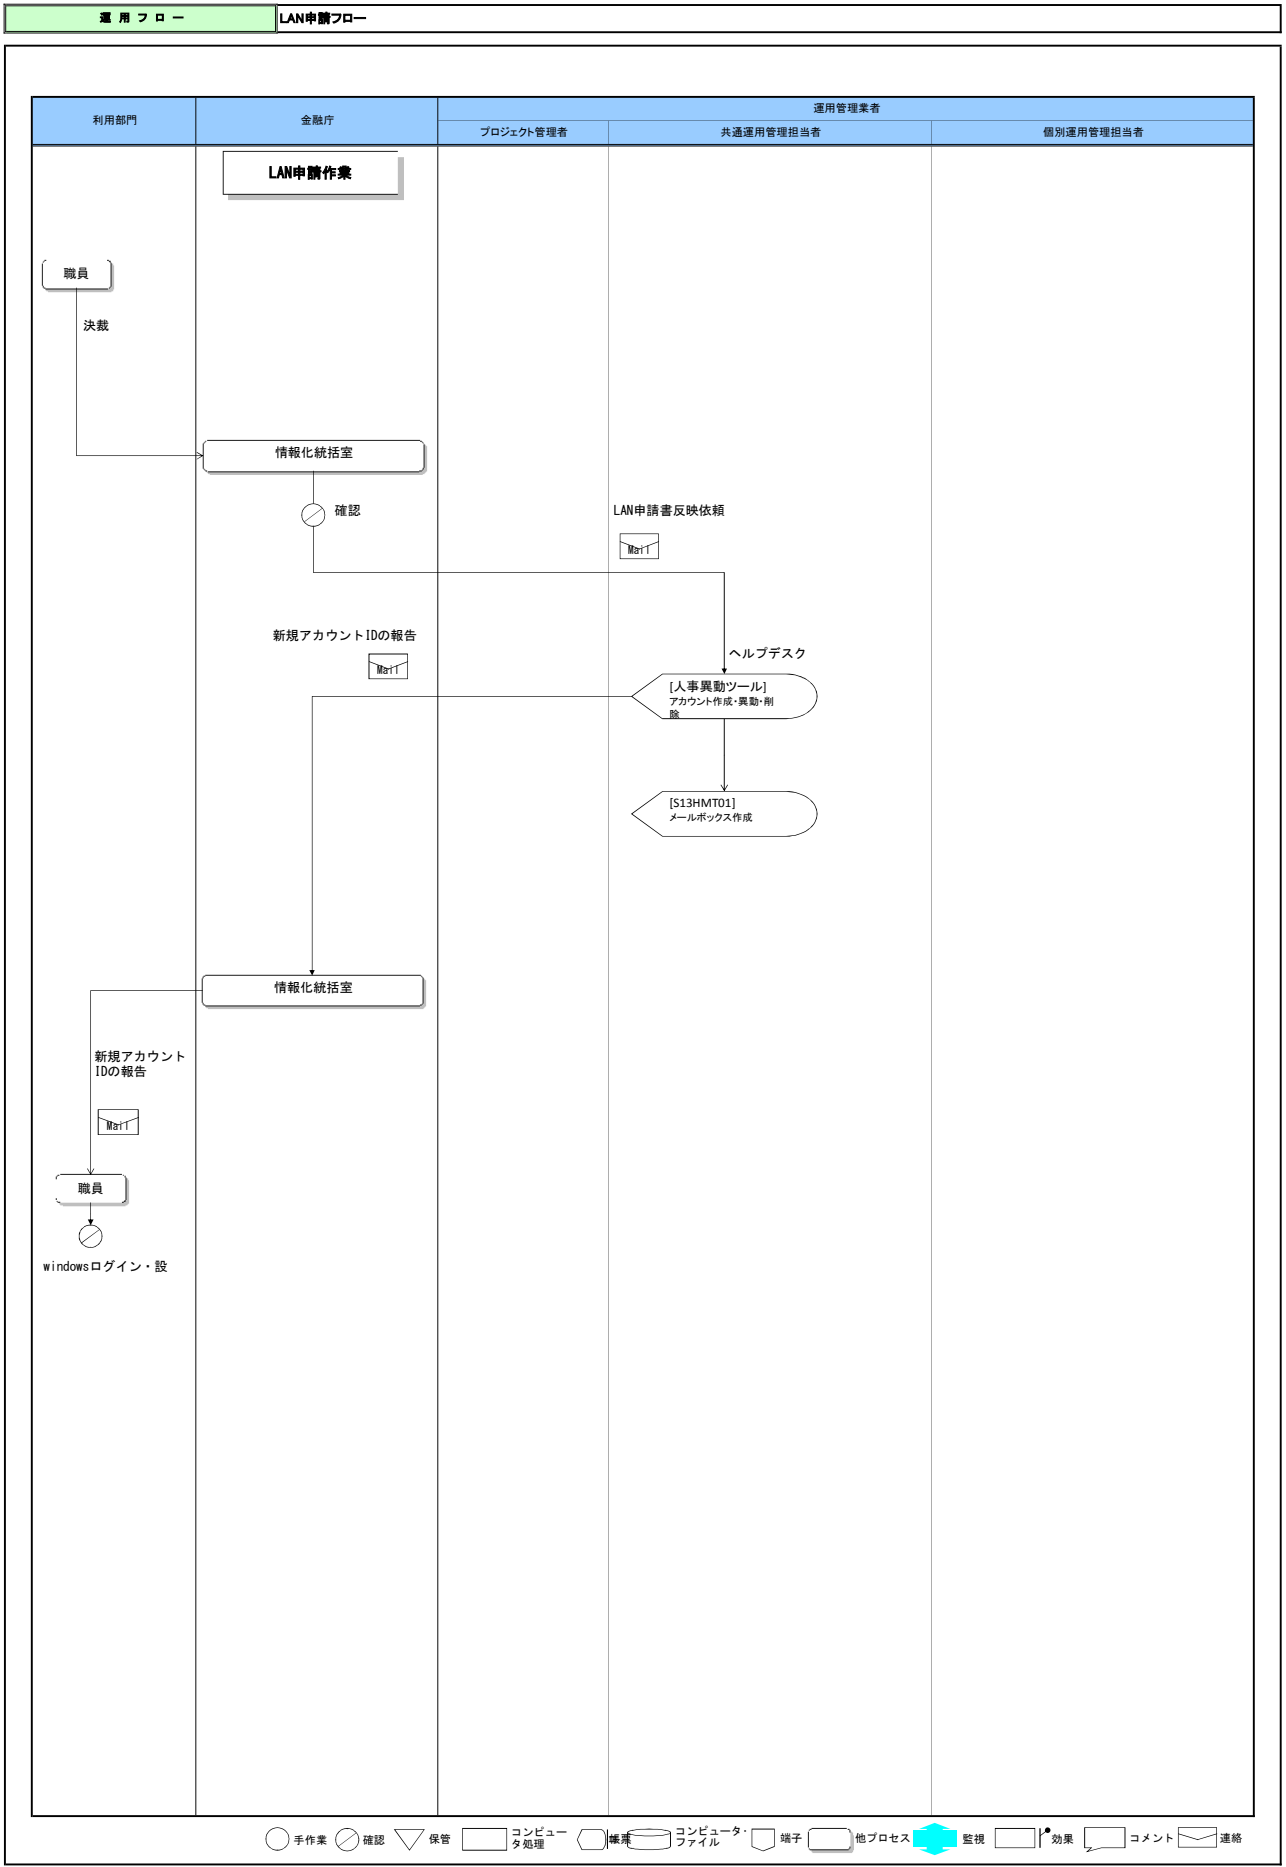 運 用 フ ロ ー
LAN申請フロー
利用部門
金融庁
運用管理業者
プロジェクト管理者
共通運用管理担当者
個別運用管理担当者
LAN申請作業
職員
決裁
情報化統括室
確認
LAN申請書反映依頼
Mail
新規アカウントIDの報告
Mail
ヘルプデスク
[人事異動ツール]
アカウント作成・異動・削
除
[S13HMT01]
メールボックス作成
情報化統括室
新規アカウント
IDの報告
Mail
職員
windowsログイン・設
手作業
確認
保管
コンピュー
タ処理
帳票
コンピュータ・
ファイル
端子
他プロセス
監視
効果
コメント
連絡